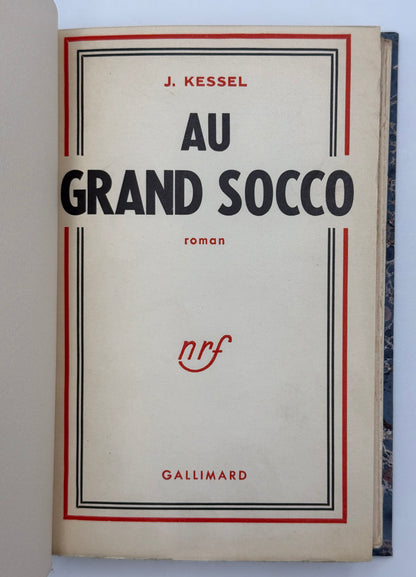 J. KESSEL
AU
GRAND SOCCO
roman
nrf
GALLIMARD